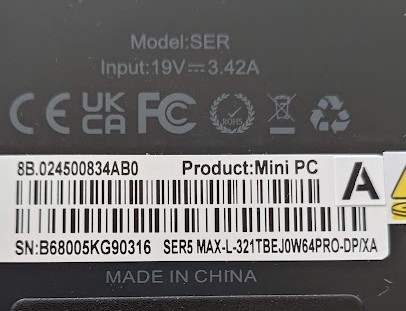 Model:SER
Input:19V⎓3.42A
CE UK CA FC RoHS
8B.024500834AB0 Product:Mini PC
A
SN:B68005KG90316 SER5 MAX-L-321TBEJ0W64PRO-DP/XA
MADE IN CHINA